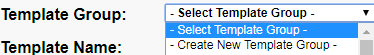 Template Group: - Select Template Group -
- Select Template Group -
- Create New Template Group -
Template Name: